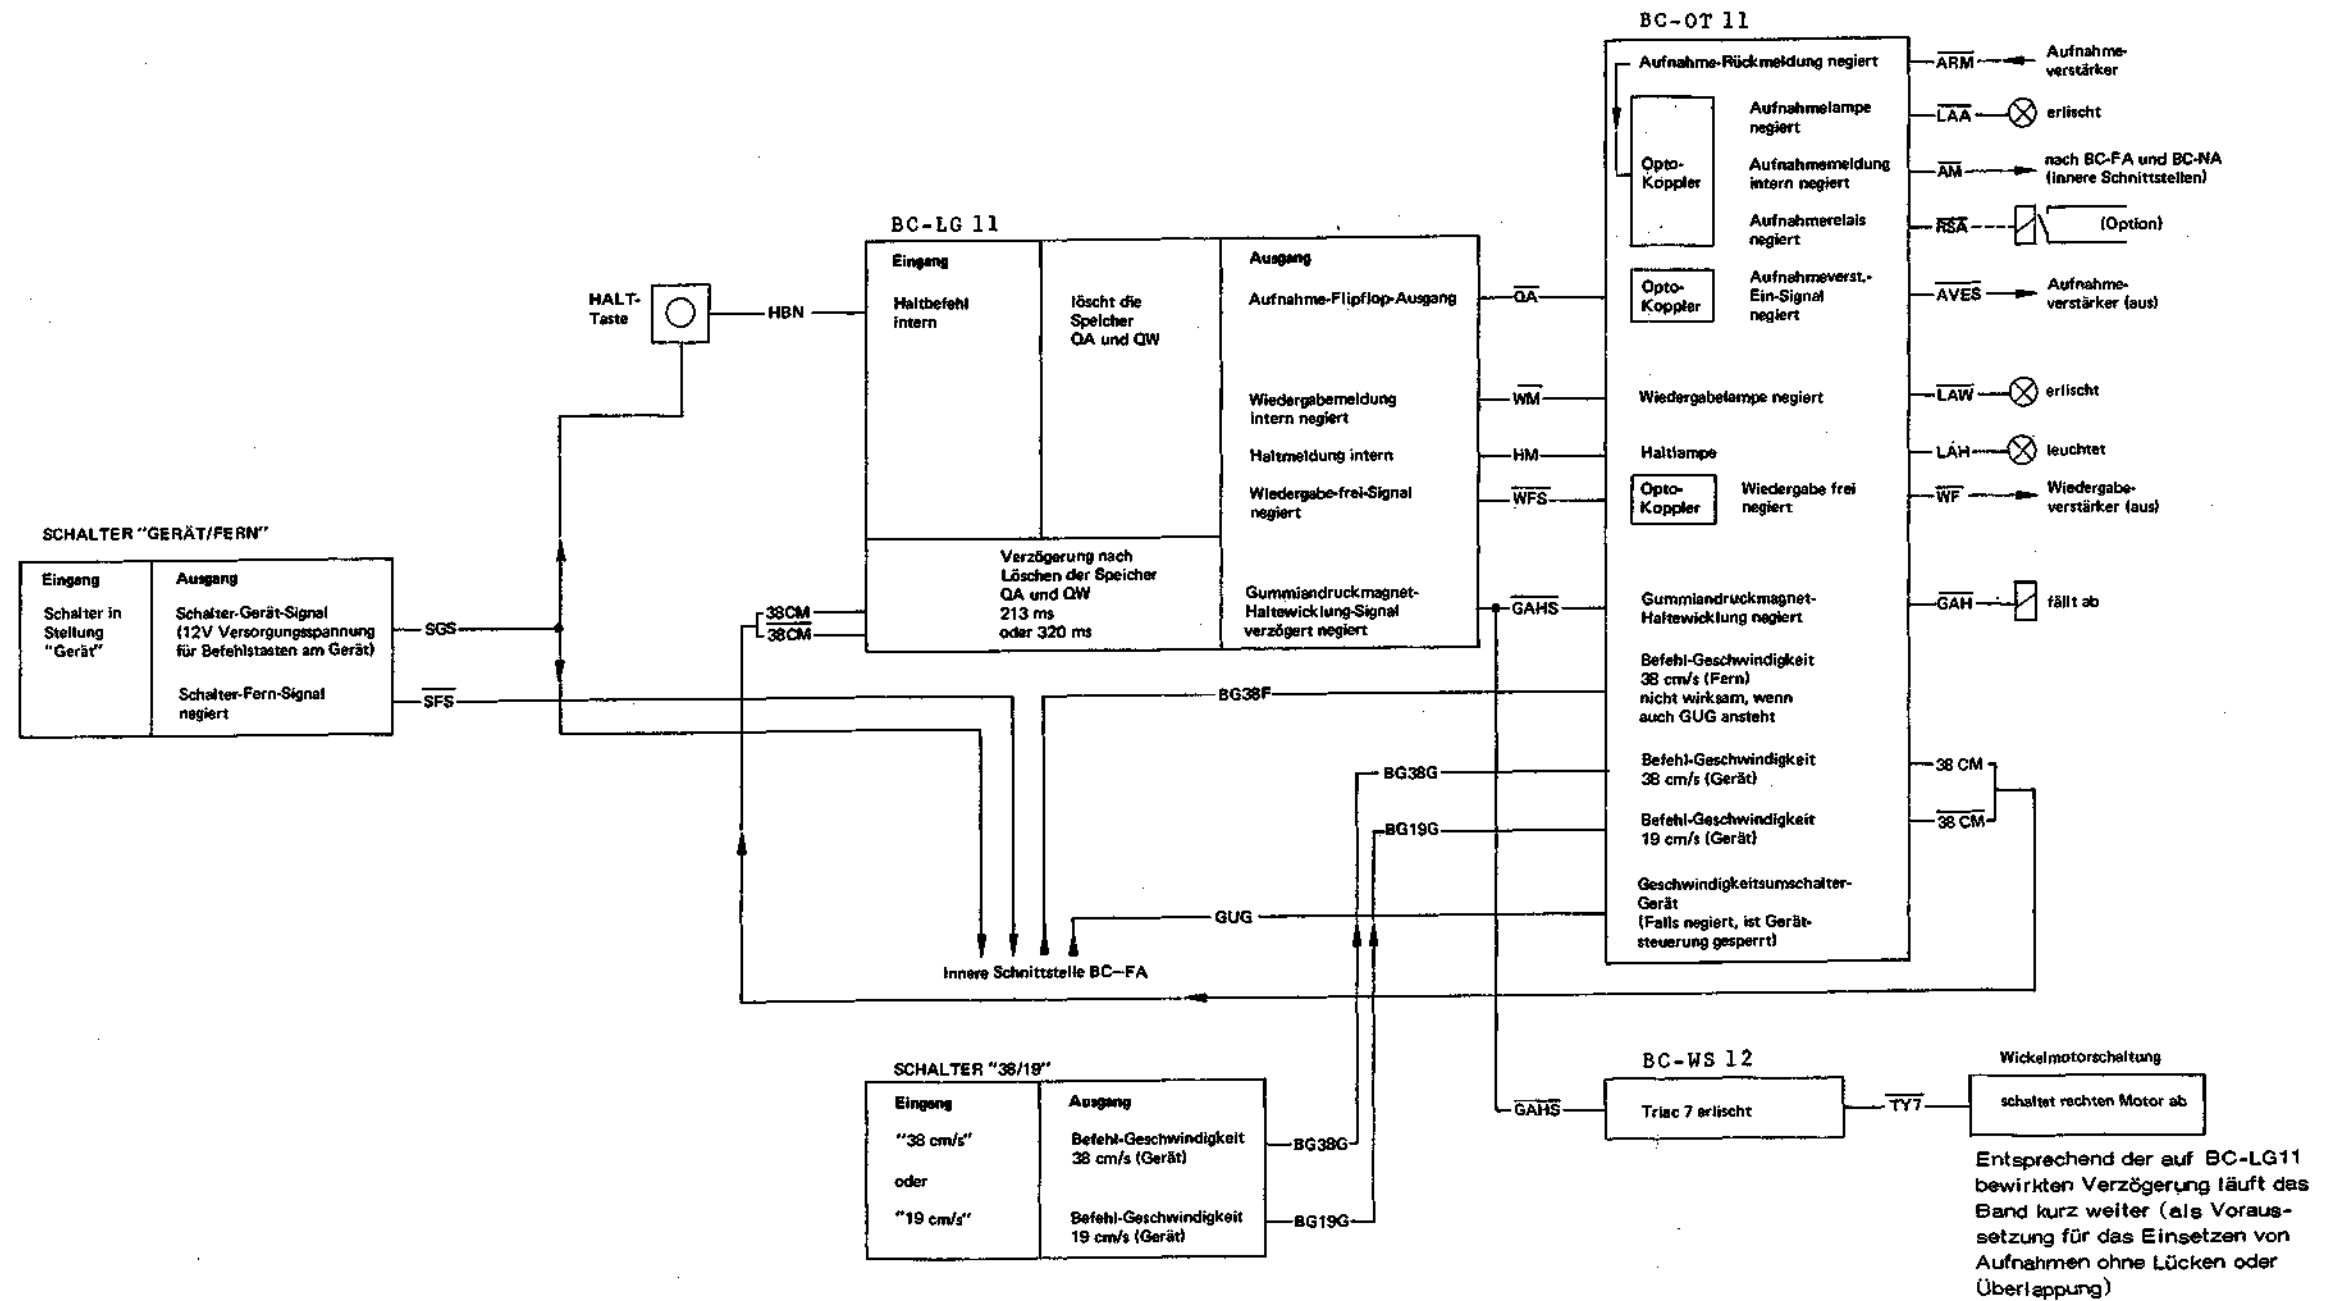 BC-OT 11
Aufnahme-Rückmeldung negiert
ARM
Aufnahme-
verstärker
Aufnahmelampe
negiert
LAA
erlischt
Opto-
Koppler
Aufnahmemeldung
intern negiert
AM
nach BC-FA und BC-NA
(innere Schnittstellen)
Aufnahmerelais
negiert
RSA
(Option)
Opto-
Koppler
Aufnahmeverst.-
Ein-Signal
negiert
AVES
Aufnahme-
verstärker (aus)
Wiedergabelampe negiert
LAW
erlischt
Haltlampe
LAH
leuchtet
Opto-
Koppler
Wiedergabe frei
negiert
WF
Wiedergabe-
verstärker (aus)
Gummiandruckmagnet-
Haltewicklung negiert
GAH
fällt ab
Befehl-Geschwindigkeit
38 cm/s (Fern)
nicht wirksam, wenn
auch GUG ansteht
Befehl-Geschwindigkeit
38 cm/s (Gerät)
38 CM
Befehl-Geschwindigkeit
19 cm/s (Gerät)
38 CM
Geschwindigkeitsumschalter-
Gerät
(Falls negiert, ist Gerät-
steuerung gesperrt)
BC-LG 11
Eingang
Haltbefehl
intern
löscht die
Speicher
QA und QW
Ausgang
Aufnahme-Flipflop-Ausgang
QA
Wiedergabemeldung
intern negiert
WM
Haltmeldung intern
HM
Wiedergabe-frei-Signal
negiert
WFS
Verzögerung nach
Löschen der Speicher
QA und QW
213 ms
oder 320 ms
Gummiandruckmagnet-
Haltewicklung-Signal
verzögert negiert
GAHS
HALT-
Taste
HBN
38CM
38CM
SCHALTER "GERÄT/FERN"
Eingang
Schalter in
Stellung
"Gerät"
Ausgang
Schalter-Gerät-Signal
(12V Versorgungsspannung
für Befehlstasten am Gerät)
SGS
Schalter-Fern-Signal
negiert
SFS
BG38F
BG38G
BG19G
GUG
Innere Schnittstelle BC-FA
SCHALTER "38/19"
Eingang
"38 cm/s"
oder
"19 cm/s"
Ausgang
Befehl-Geschwindigkeit
38 cm/s (Gerät)
BG38G
Befehl-Geschwindigkeit
19 cm/s (Gerät)
BG19G
BC-WS 12
GAHS
Triac 7 erlischt
TY7
Wickelmotorschaltung
schaltet rechten Motor ab
Entsprechend der auf BC-LG11
bewirkten Verzögerung läuft das
Band kurz weiter (als Voraus-
setzung für das Einsetzen von
Aufnahmen ohne Lücken oder
Überlappung)